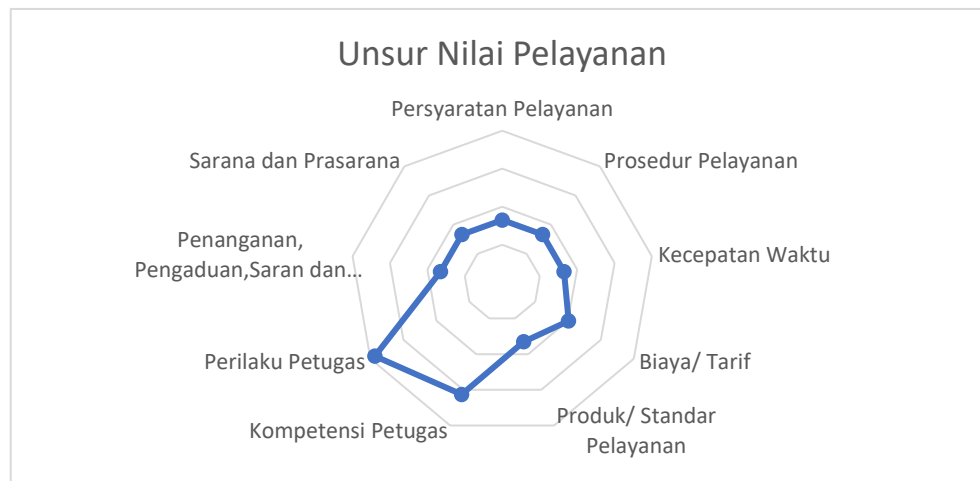 Unsur Nilai Pelayanan
Persyaratan Pelayanan
Prosedur Pelayanan
Kecepatan Waktu
Biaya/ Tarif
Produk/ Standar
Pelayanan
Kompetensi Petugas
Perilaku Petugas
Penanganan,
Pengaduan,Saran dan…
Sarana dan Prasarana